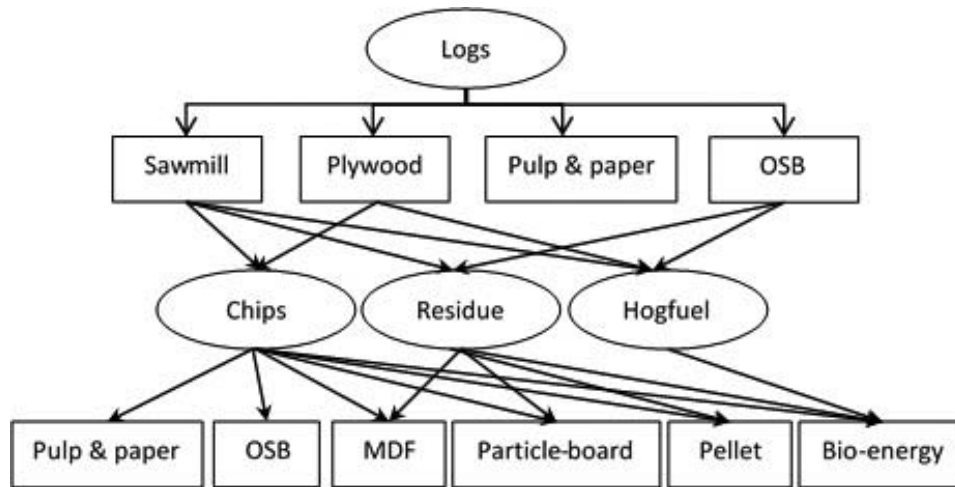 Logs
Sawmill
Plywood
Pulp & paper
OSB
Chips
Residue
Hogfuel
Pulp & paper
OSB
MDF
Particle-board
Pellet
Bio-energy